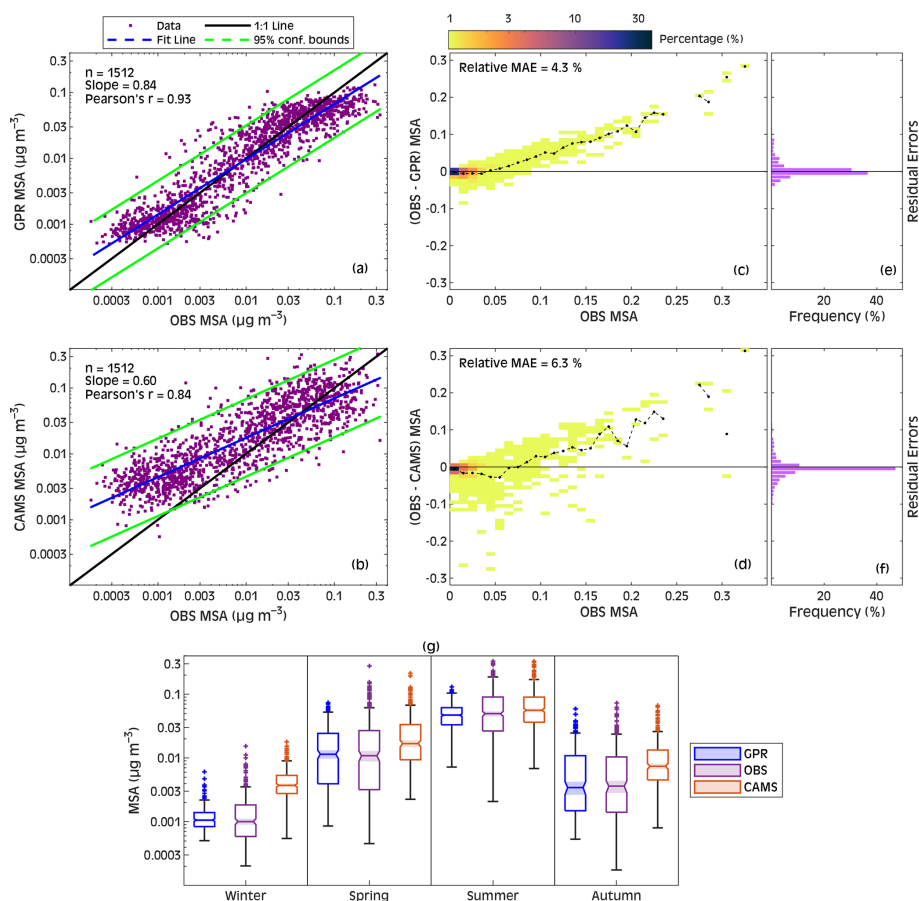 Data
1:1 Line
Fit Line
95% conf. bounds
0.3
0.1
0.03
0.01
0.003
0.001
0.0003
GPR MSA (µg m⁻³)
n = 1512
Slope = 0.84
Pearson's r = 0.93
(a)
0.0003 0.001 0.003 0.01 0.03 0.1 0.3
OBS MSA (µg m⁻³)
1 3 10 30
Percentage (%)
0.3
0.2
0.1
0
-0.1
-0.2
-0.3
(OBS - GPR) MSA
Relative MAE = 4.3 %
(c)
0 0.05 0.1 0.15 0.2 0.25 0.3
OBS MSA
(e)
20 40
Frequency (%)
Residual Errors
0.3
0.1
0.03
0.01
0.003
0.001
0.0003
CAMS MSA (µg m⁻³)
n = 1512
Slope = 0.60
Pearson's r = 0.84
(b)
0.0003 0.001 0.003 0.01 0.03 0.1 0.3
OBS MSA (µg m⁻³)
0.3
0.2
0.1
0
-0.1
-0.2
-0.3
(OBS - CAMS) MSA
Relative MAE = 6.3 %
(d)
0 0.05 0.1 0.15 0.2 0.25 0.3
OBS MSA
(f)
20 40
Frequency (%)
Residual Errors
(g)
0.3
0.1
0.03
0.01
0.003
0.001
0.0003
MSA (µg m⁻³)
Winter Spring Summer Autumn
GPR
OBS
CAMS